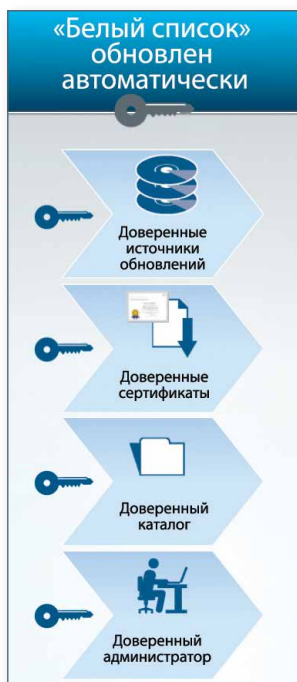 «Белый список»
обновлен
автоматически
Доверенные
источники
обновлений
Доверенные
сертификаты
Доверенный
каталог
Доверенный
администратор